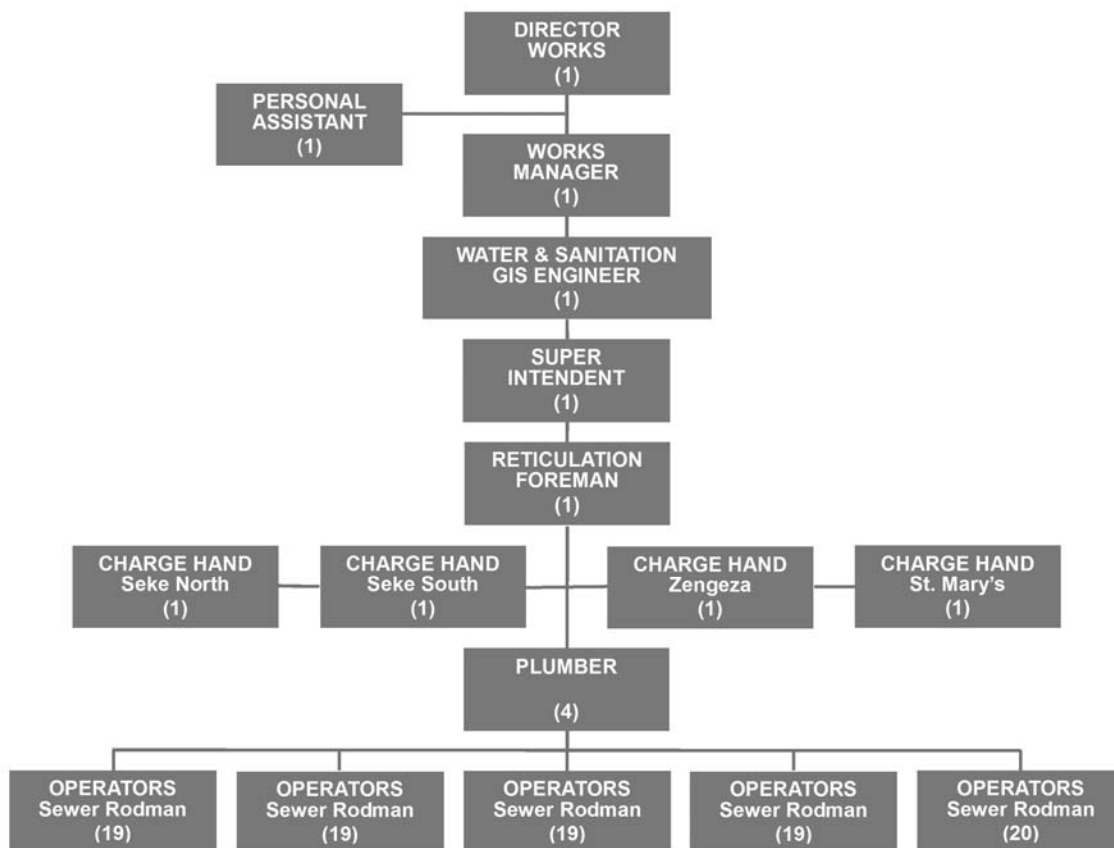 DIRECTOR
WORKS
(1)
PERSONAL
ASSISTANT
(1)
WORKS
MANAGER
(1)
WATER & SANITATION
GIS ENGINEER
(1)
SUPER
INTENDENT
(1)
RETICULATION
FOREMAN
(1)
CHARGE HAND
Seke North
(1)
CHARGE HAND
Seke South
(1)
CHARGE HAND
Zengeza
(1)
CHARGE HAND
St. Mary's
(1)
PLUMBER
(4)
OPERATORS
Sewer Rodman
(19)
OPERATORS
Sewer Rodman
(19)
OPERATORS
Sewer Rodman
(19)
OPERATORS
Sewer Rodman
(19)
OPERATORS
Sewer Rodman
(20)